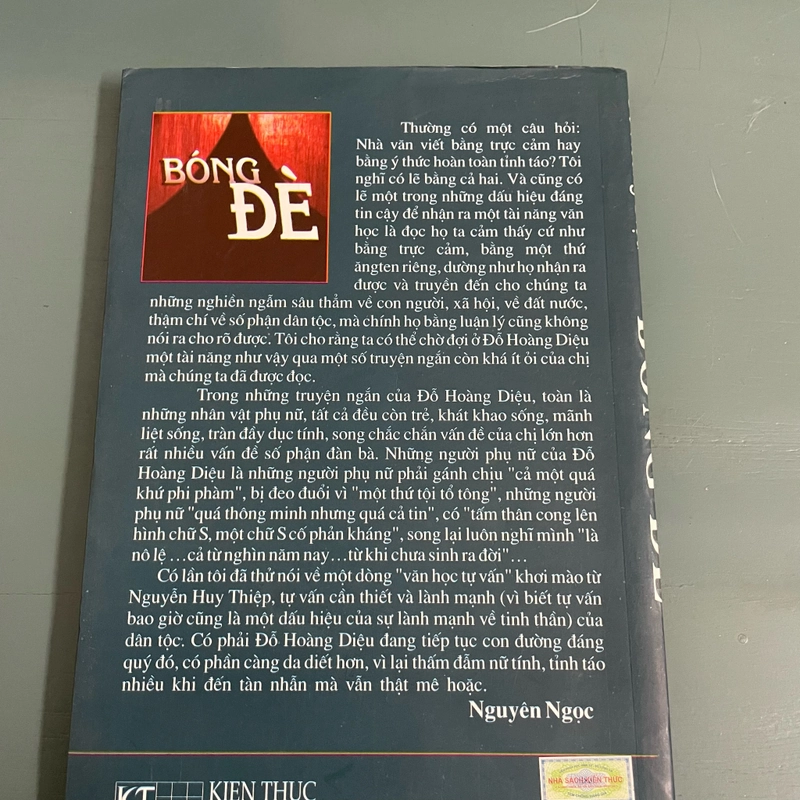 BÓNG
ĐÈ
Thường có một câu hỏi:
Nhà văn viết bằng trực cảm hay
bằng ý thức hoàn toàn tỉnh táo? Tôi
nghĩ có lẽ bằng cả hai. Và cũng có
lẽ một trong những dấu hiệu đáng
tin cậy để nhận ra một tài năng văn
học là đọc họ ta cảm thấy cứ như
bằng trực cảm, bằng một thứ
ăngten riêng, dường như họ nhận ra
được và truyền đến cho chúng ta
những nghiền ngẫm sâu thẳm về con người, xã hội, về đất nước,
thậm chí về số phận dân tộc, mà chính họ bằng luận lý cũng không
nói ra cho rõ được. Tôi cho rằng ta có thể chờ đợi ở Đỗ Hoàng Diệu
một tài năng như vậy qua một số truyện ngắn còn khá ít ỏi của chị
mà chúng ta đã được đọc.
Trong những truyện ngắn của Đỗ Hoàng Diệu, toàn là
những nhân vật phụ nữ, tất cả đều còn trẻ, khát khao sống, mãnh
liệt sống, tràn đầy dục tính, song chắc chắn vấn đề của chị lớn hơn
rất nhiều vấn đề số phận đàn bà. Những người phụ nữ của Đỗ
Hoàng Diệu là những người phụ nữ phải gánh chịu "cả một quá
khứ phi phàm", bị đeo đuổi vì "một thứ tội tổ tông", những người
phụ nữ "quá thông minh nhưng quá cả tin", có "tấm thân cong lên
hình chữ S, một chữ S cố phản kháng", song lại luôn nghĩ mình "là
nô lệ ...cả từ nghìn năm nay...từ khi chưa sinh ra đời"...
Có lần tôi đã thử nói về một dòng "văn học tự vấn" khơi mào từ
Nguyễn Huy Thiệp, tự vấn cần thiết và lành mạnh (vì biết tự vấn
bao giờ cũng là một dấu hiệu của sự lành mạnh về tinh thần) của
dân tộc. Có phải Đỗ Hoàng Diệu đang tiếp tục con đường đáng
quý đó, có phần càng da diết hơn, vì lại thấm đẫm nữ tính, tỉnh táo
nhiều khi đến tàn nhẫn mà vẫn thật mê hoặc.
Nguyên Ngọc
KT
KIẾN THỨC
NHÀ SÁCH KIẾN THỨC